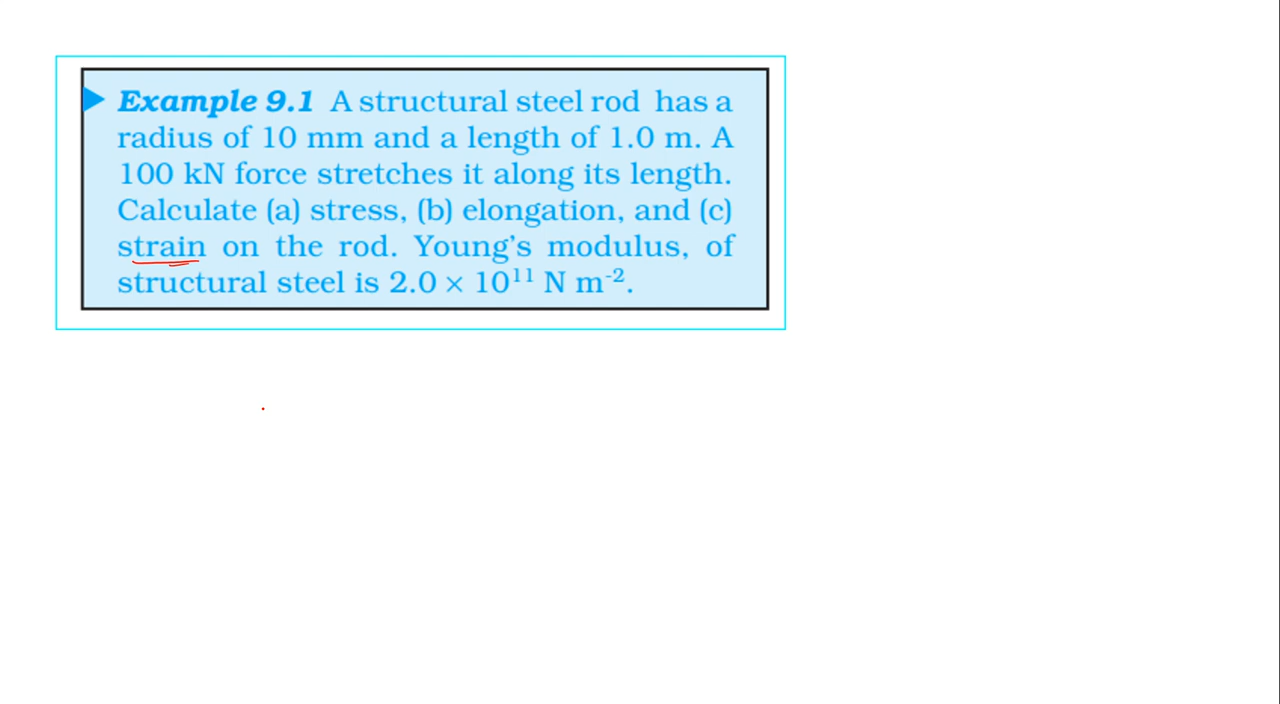 Example 9.1 A structural steel rod has a
radius of 10 mm and a length of 1.0 m. A
100 kN force stretches it along its length.
Calculate (a) stress, (b) elongation, and (c)
strain on the rod. Young's modulus, of
structural steel is 2.0 × 10¹¹ N m⁻².